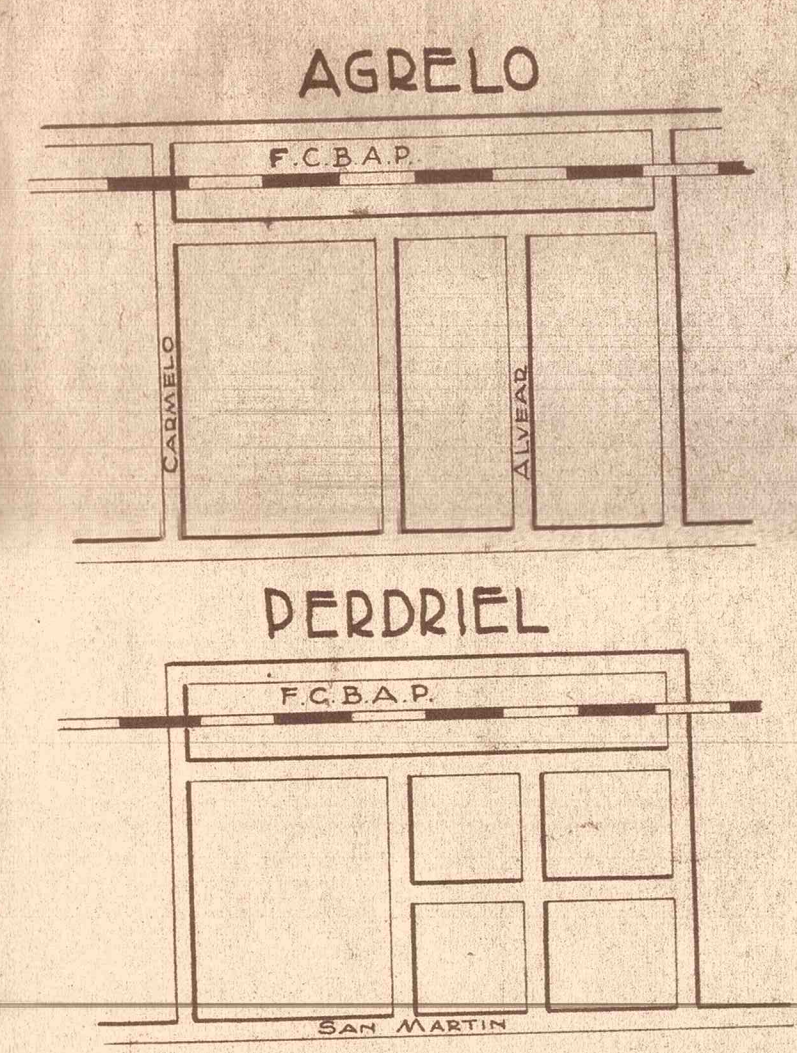 AGRELO
F.C.B.A.P.
CARMELO
ALVEAR
PERDRIEL
F.C.B.A.P.
SAN MARTIN